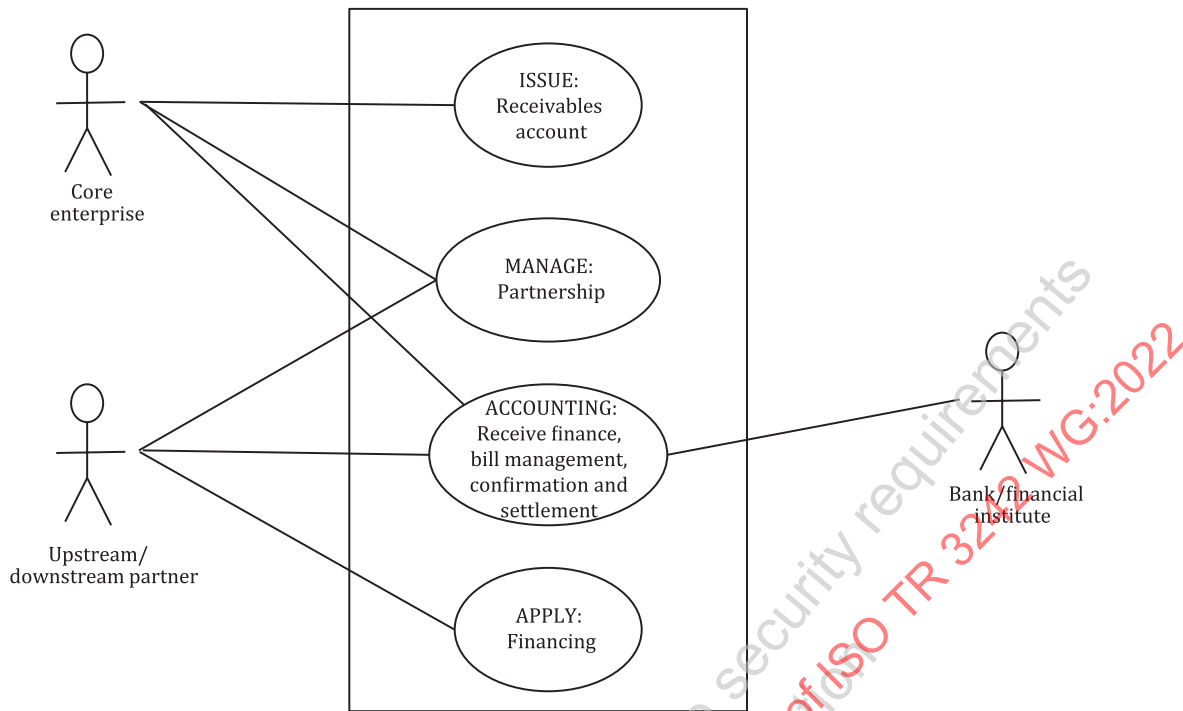 ISSUE:
Receivables
account
Core
enterprise
MANAGE:
Partnership
ACCOUNTING:
Receive finance,
bill management,
confirmation and
settlement
Bank/financial
institute
Upstream/
downstream partner
APPLY:
Financing
security requirements
of ISO TR 3242 WG:2022